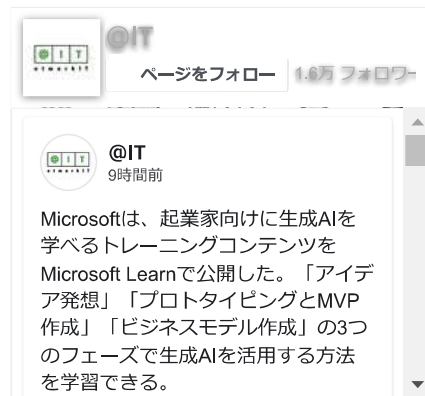 @IT
atmarkIT
@IT
ページをフォロー 1.6万 フォロワー
@IT
atmarkIT
@IT
9時間前
Microsoftは、起業家向けに生成AIを
学べるトレーニングコンテンツを
Microsoft Learnで公開した。「アイデ
ア発想」「プロトタイピングとMVP
作成」「ビジネスモデル作成」の3つ
のフェーズで生成AIを活用する方法
を学習できる。